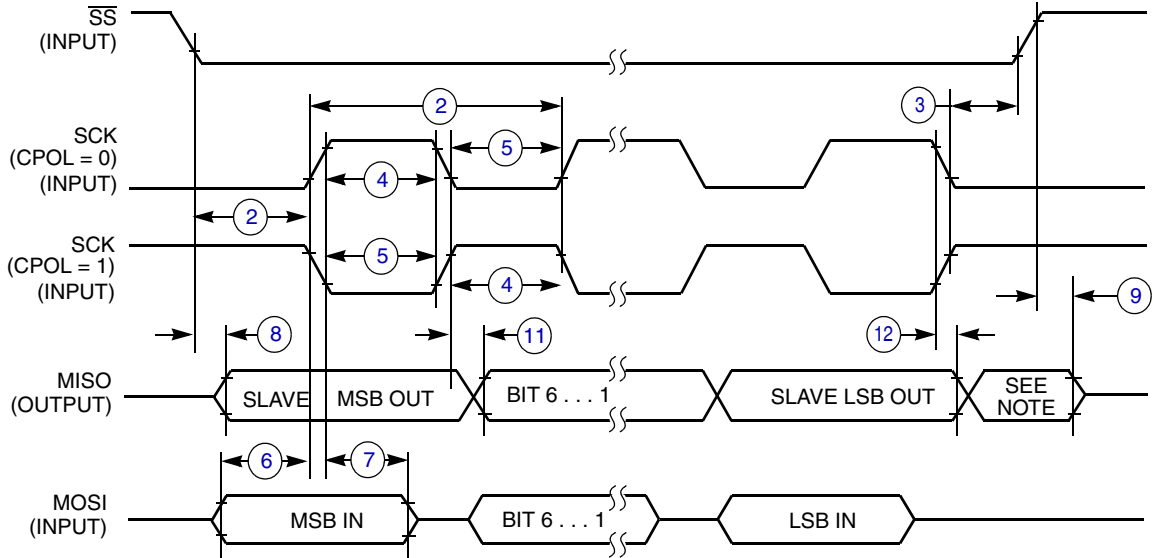 SS
(INPUT)
2
3
SCK
(CPOL = 0)
(INPUT)
5
4
2
SCK
(CPOL = 1)
(INPUT)
5
4
9
8
11
12
MISO
(OUTPUT)
SLAVE MSB OUT
BIT 6 . . . 1
SLAVE LSB OUT
SEE
NOTE
6
7
MOSI
(INPUT)
MSB IN
BIT 6 . . . 1
LSB IN